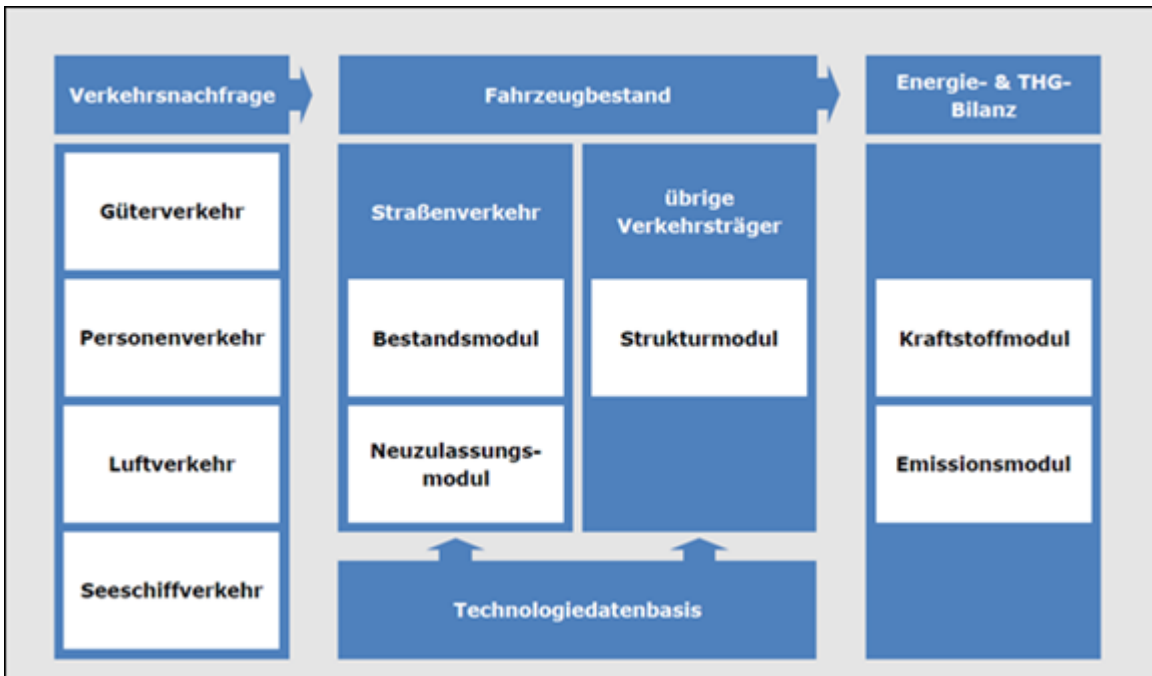 Verkehrsnachfrage
Fahrzeugbestand
Energie- & THG-
Bilanz
Güterverkehr
Personenverkehr
Luftverkehr
Seeschiffverkehr
Straßenverkehr
Bestandsmodul
Neuzulassungs-
modul
übrige
Verkehrsträger
Strukturmodul
Technologiedatenbasis
Kraftstoffmodul
Emissionsmodul